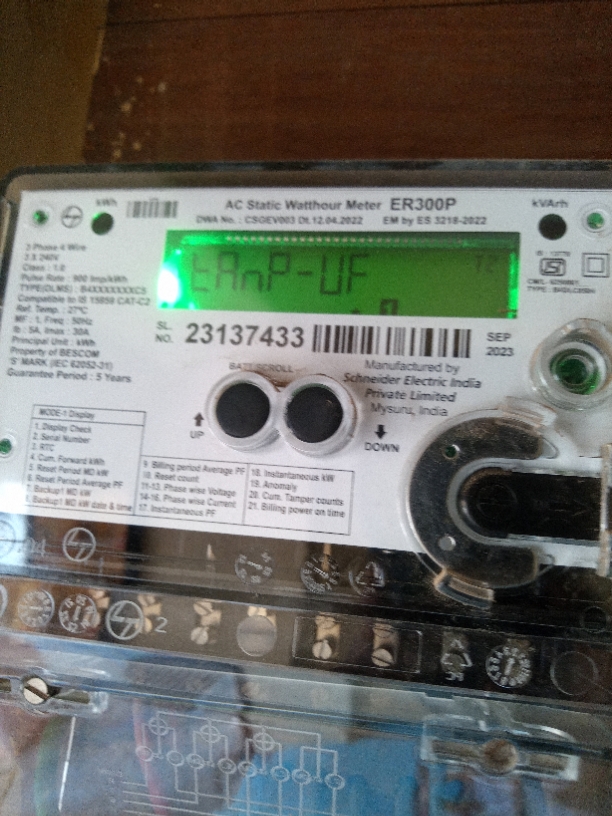 kWh
AC Static Watthour Meter ER300P
kVArh
DWA No. : CSGEV003 Dt.12.04.2022 EM by ES 3218-2022
3 Phase 4 Wire
3 X 240V
Class : 1.0
Pulse Rate : 900 Imp/kWh
Compatible to IS 15959 CAT-C2
Ref. Temp. : 27°C
MF : 1, Freq : 50Hz
Ib : 5A, Imax : 30A
Principal Unit : kWh
Property of BESCOM
'S' MARK (IEC 62052-31)
Guarantee Period : 5 Years
tAnP-UF
SL. NO. 23137433
SEP 2023
BATT SCROLL
UP
DOWN
Manufactured by
Schneider Electric India
Private Limited
Mysuru, India
MODE-1 Display
1. Display Check
2. Serial Number
3. RTC
4. Cum. Forward kWh
5. Reset Period MD kW
6. Reset Period Average PF
7. Backup1 MD kW
8. Backup1 MD kW date & time
9. Billing period Average PF
10. Reset count
11-13. Phase wise Voltage
14-16. Phase wise Current
17. Instantaneous PF
18. Instantaneous kW
19. Anomaly
20. Cum. Tamper counts
21. Billing power on time
2